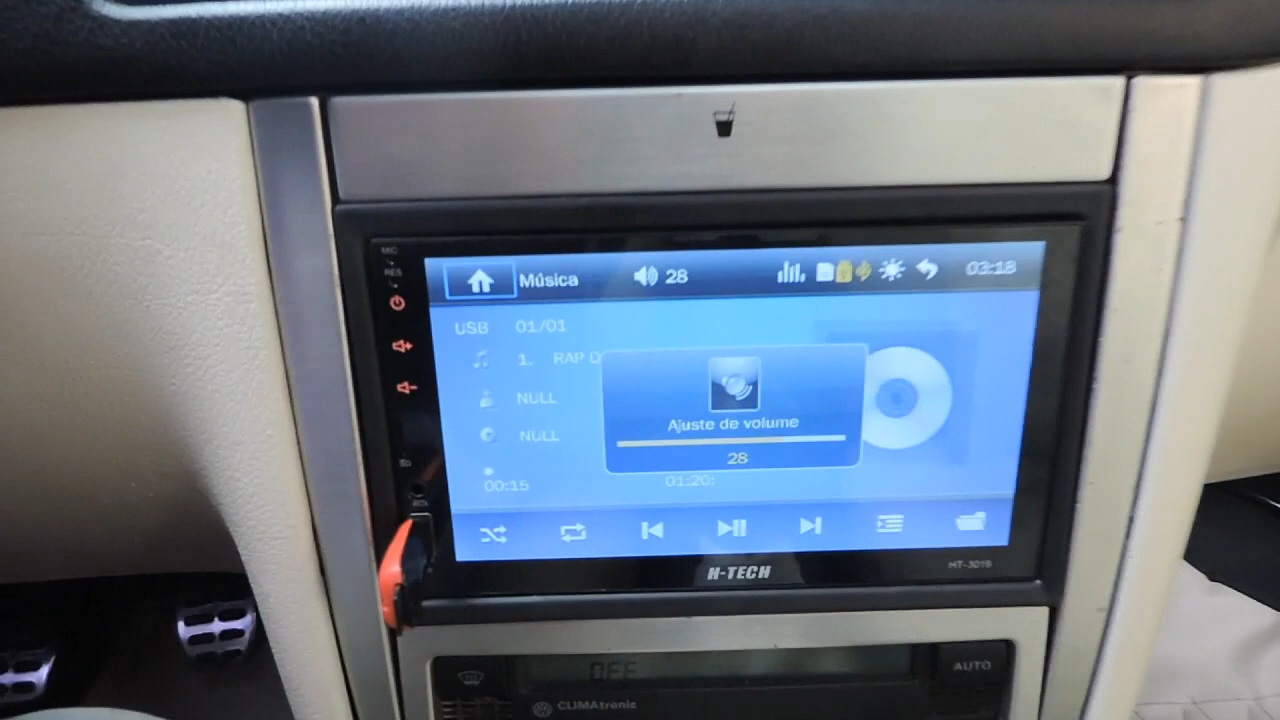 MIC
RES
Música 28 03:18
USB 01/01
1. RAP D
NULL
NULL
Ajuste de volume
28
00:15 01:20:
H-TECH
HT-3019
OFF
AUTO
CLIMAtronic